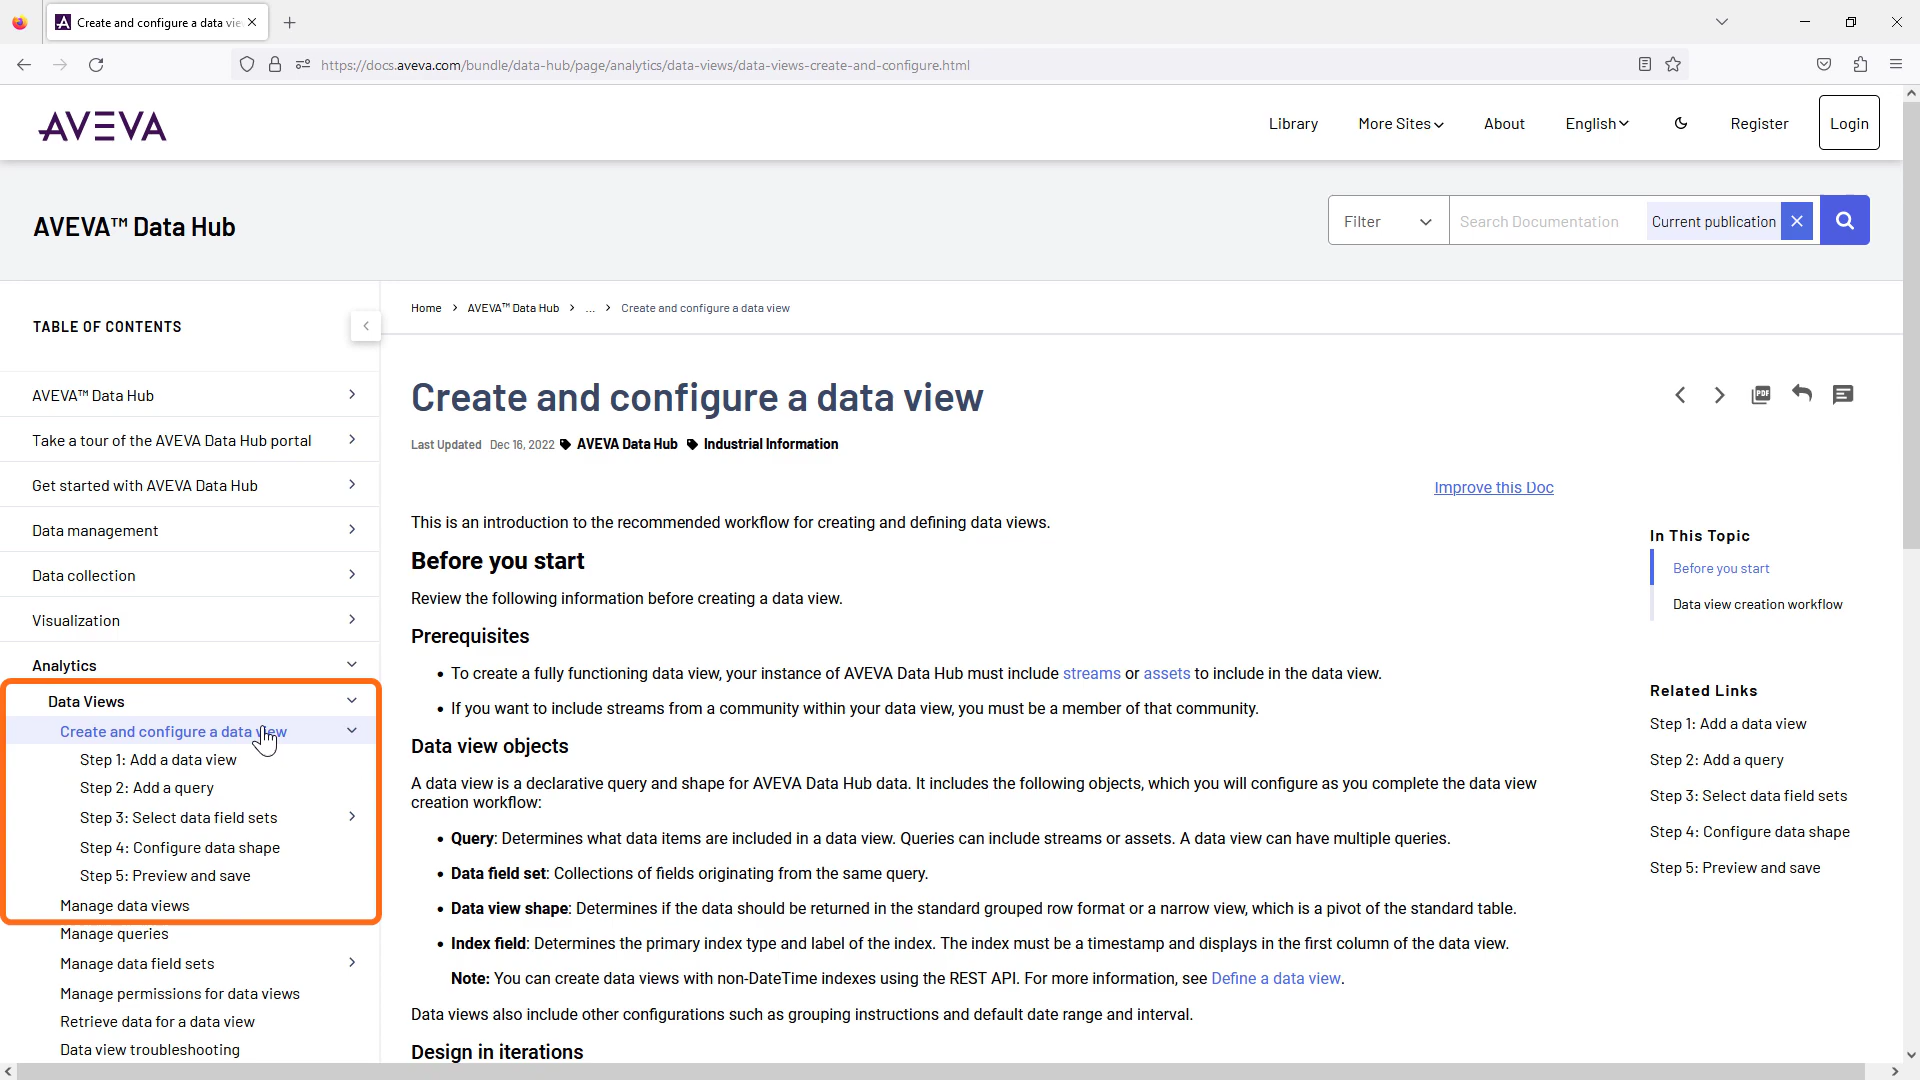 Create and configure a data vie
https://docs.aveva.com/bundle/data-hub/page/analytics/data-views/data-views-create-and-configure.html
AVEVA
Library
More Sites
About
English
Register
Login
AVEVA™ Data Hub
Filter
Search Documentation
Current publication
TABLE OF CONTENTS
AVEVA™ Data Hub
Take a tour of the AVEVA Data Hub portal
Get started with AVEVA Data Hub
Data management
Data collection
Visualization
Analytics
Data Views
Create and configure a data view
Step 1: Add a data view
Step 2: Add a query
Step 3: Select data field sets
Step 4: Configure data shape
Step 5: Preview and save
Manage data views
Manage queries
Manage data field sets
Manage permissions for data views
Retrieve data for a data view
Data view troubleshooting
Home > AVEVA™ Data Hub > ... > Create and configure a data view
Create and configure a data view
Last Updated Dec 16, 2022 AVEVA Data Hub Industrial Information
PDF
Improve this Doc
This is an introduction to the recommended workflow for creating and defining data views.
Before you start
Review the following information before creating a data view.
Prerequisites
• To create a fully functioning data view, your instance of AVEVA Data Hub must include streams or assets to include in the data view.
• If you want to include streams from a community within your data view, you must be a member of that community.
Data view objects
A data view is a declarative query and shape for AVEVA Data Hub data. It includes the following objects, which you will configure as you complete the data view
creation workflow:
• Query: Determines what data items are included in a data view. Queries can include streams or assets. A data view can have multiple queries.
• Data field set: Collections of fields originating from the same query.
• Data view shape: Determines if the data should be returned in the standard grouped row format or a narrow view, which is a pivot of the standard table.
• Index field: Determines the primary index type and label of the index. The index must be a timestamp and displays in the first column of the data view.
Note: You can create data views with non-DateTime indexes using the REST API. For more information, see Define a data view.
Data views also include other configurations such as grouping instructions and default date range and interval.
Design in iterations
In This Topic
Before you start
Data view creation workflow
Related Links
Step 1: Add a data view
Step 2: Add a query
Step 3: Select data field sets
Step 4: Configure data shape
Step 5: Preview and save